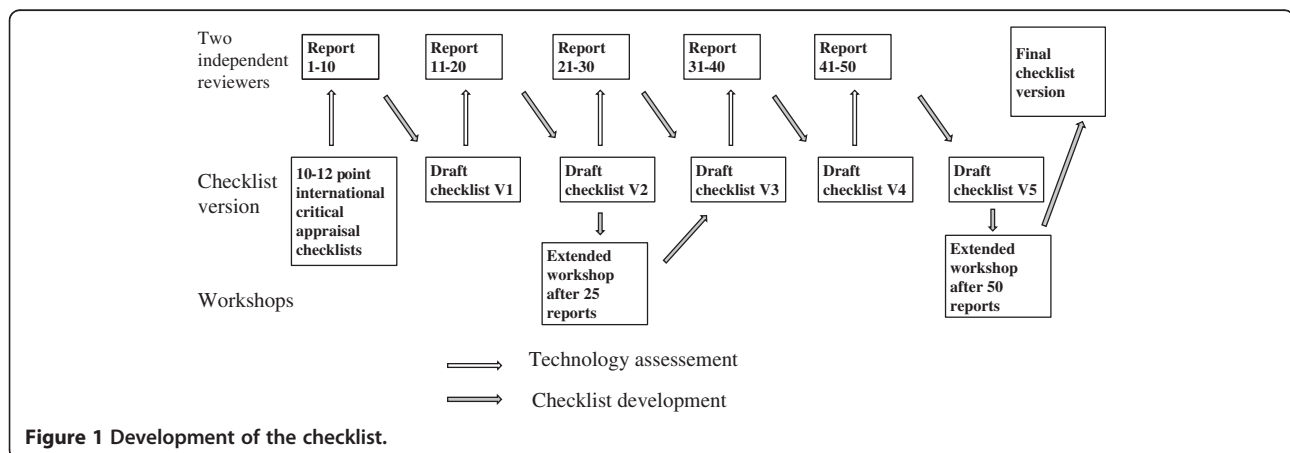 Two
independent
reviewers
Report
1-10
Report
11-20
Report
21-30
Report
31-40
Report
41-50
Final
checklist
version
Checklist
version
10-12 point
international
critical
appraisal
checklists
Draft
checklist V1
Draft
checklist V2
Draft
checklist V3
Draft
checklist V4
Draft
checklist V5
Workshops
Extended
workshop
after 25
reports
Extended
workshop
after 50
reports
Technology assessment
Checklist development
Figure 1 Development of the checklist.